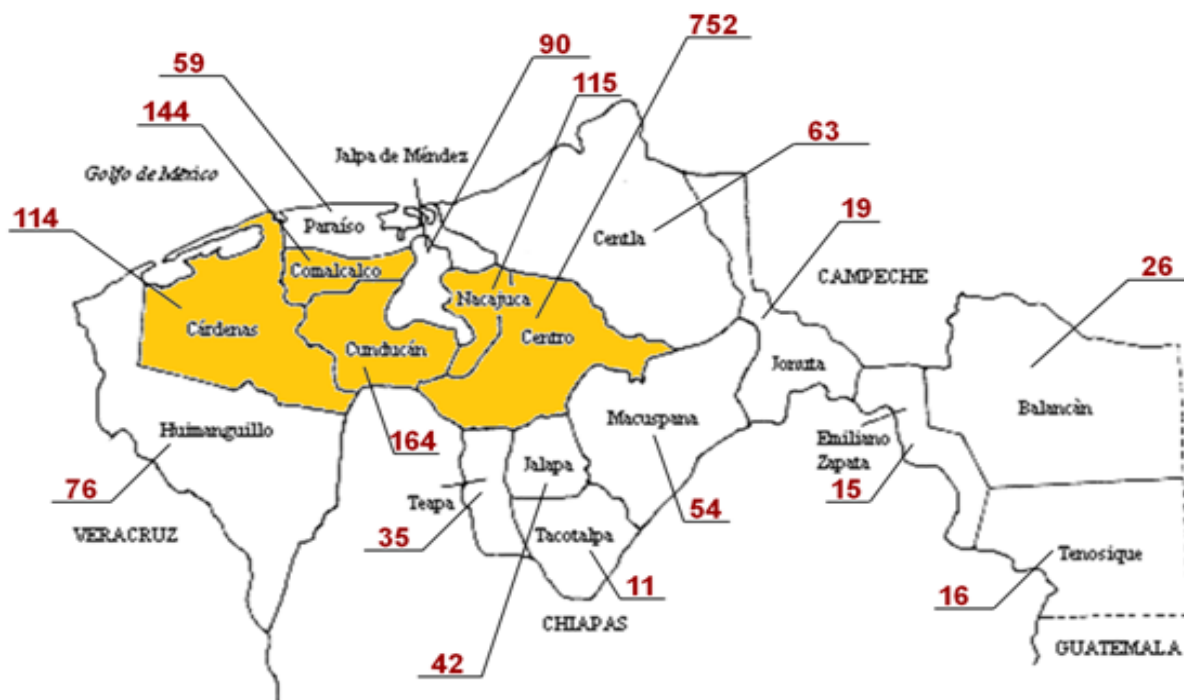 752
90
59
115
144
63
Jalpa de Méndez
Golfo de México
114
19
Paraíso
Centla
CAMPECHE
26
Comalcalco
Nacajuca
Cárdenas
Cunducán
Centro
Jonuta
Balancàn
Huimanguillo
Macuspana
Emiliano
Zapata
164
Jalapa
76
Teapa
15
VERACRUZ
35
54
Tacotalpa
Tenosique
11
16
CHIAPAS
GUATEMALA
42